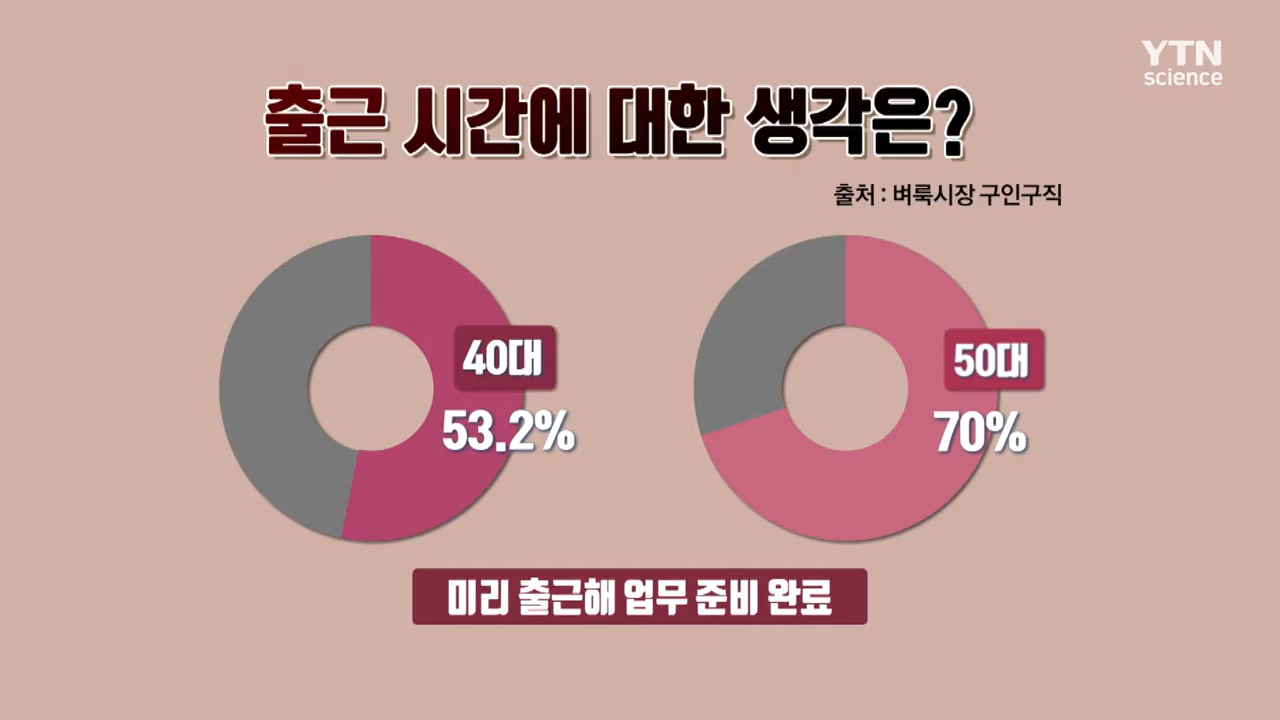 YTN
science
출근 시간에 대한 생각은?
출처 : 벼룩시장 구인구직
40대
53.2%
50대
70%
미리 출근해 업무 준비 완료